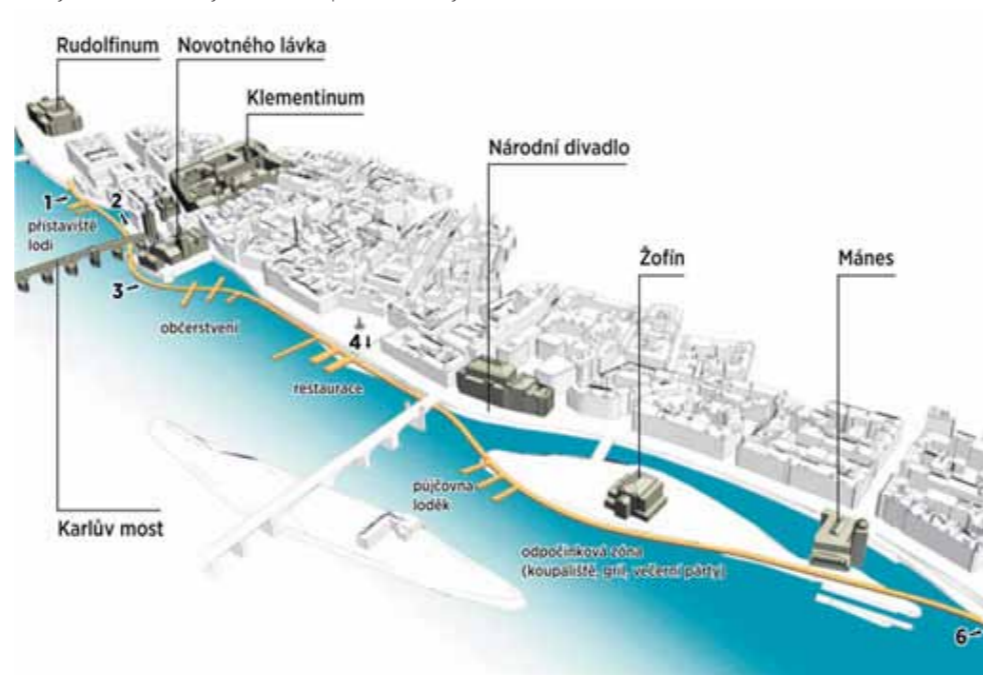 Rudolfinum
Novotného lávka
Klementinum
Národní divadlo
Žofín
Mánes
1
2
přístaviště
lodí
3
občerstvení
4
restaurace
půjčovna
loděk
Karlův most
odpočinková zóna
(koupaliště, gril, večerní párty)
6